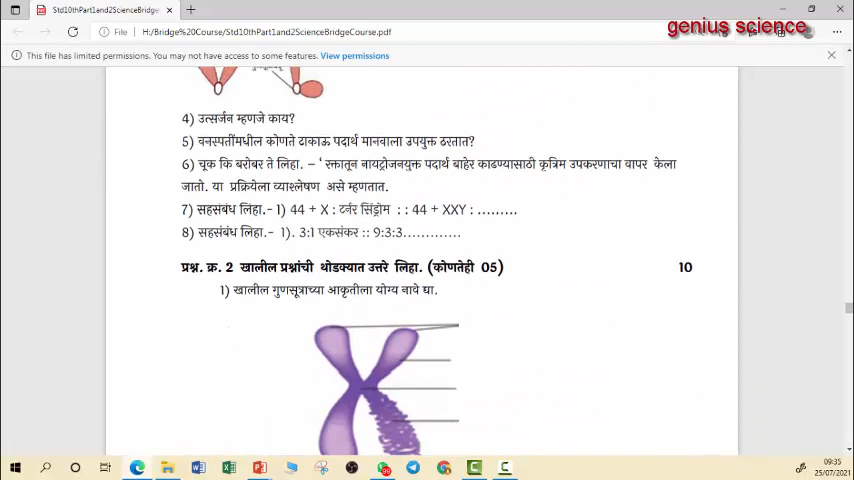 Std10thPart1and2ScienceBridge
genius science
File
H:/Bridge%20Course/Std10thPart1and2ScienceBridgeCourse.pdf
This file has limited permissions. You may not have access to some features. View permissions
4) उत्सर्जन म्हणजे काय?
5) वनस्पतींमधील कोणते टाकाऊ पदार्थ मानवाला उपयुक्त ठरतात?
6) चूक कि बरोबर ते लिहा. – ' रक्तातून नायट्रोजनयुक्त पदार्थ बाहेर काढण्यासाठी कृत्रिम उपकरणाचा वापर केला
जातो. या प्रक्रियेला व्याश्लेषण असे म्हणतात.
7) सहसंबंध लिहा.- 1) 44 + X : टर्नर सिंड्रोम : : 44 + XXY : .........
8) सहसंबंध लिहा.- 1). 3:1 एकसंकर :: 9:3:3.............
प्रश्न. क्र. 2 खालील प्रश्नांची थोडक्यात उत्तरे लिहा. (कोणतेही 05) 10
1) खालील गुणसूत्राच्या आकृतीला योग्य नावे द्या.
99
09:35
25/07/2021